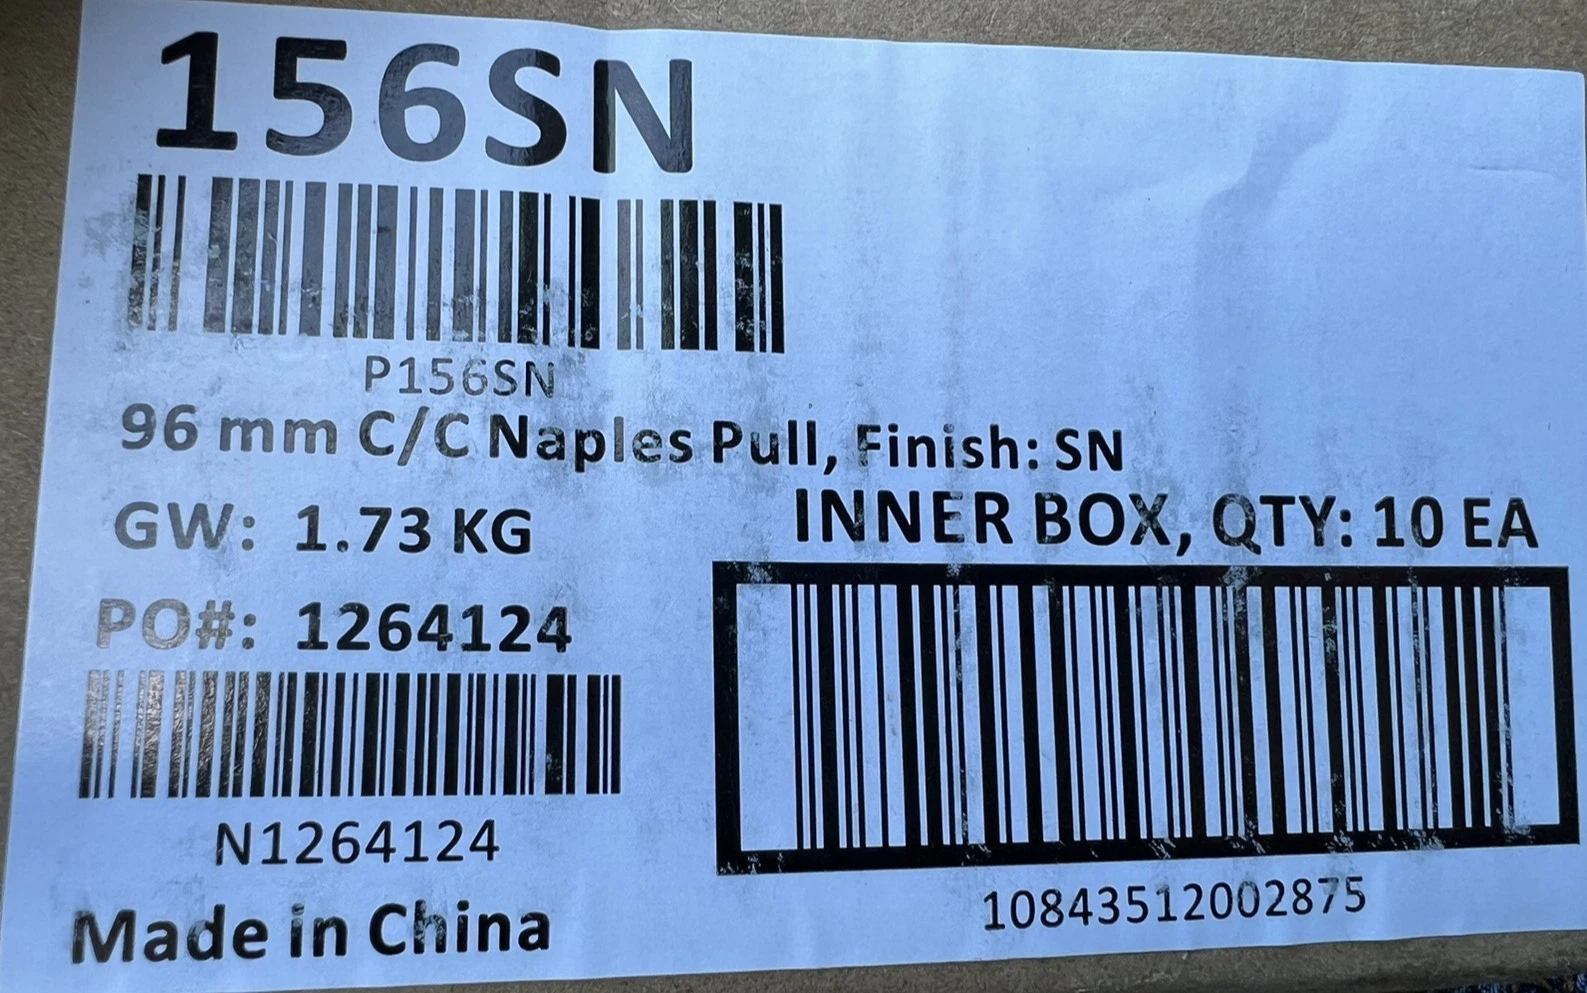 156SN
P156SN
96 mm C/C Naples Pull, Finish: SN
GW: 1.73 KG
INNER BOX, QTY: 10 EA
PO#: 1264124
N1264124
10843512002875
Made in China